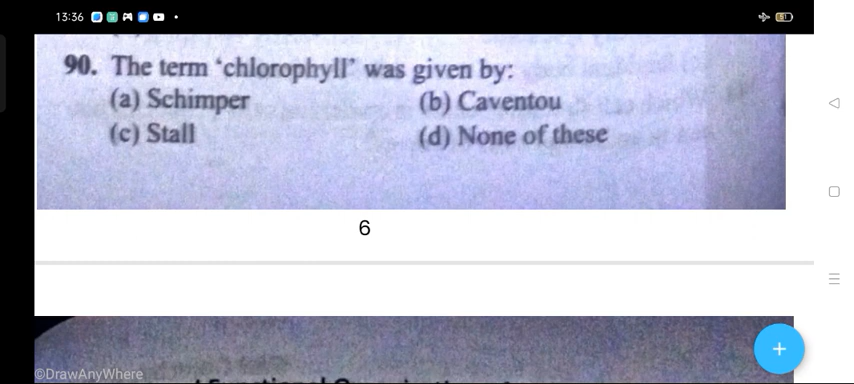 13:36
90. The term ‘chlorophyll’ was given by:
(a) Schimper (b) Caventou
(c) Stall (d) None of these
6
©DrawAnyWhere